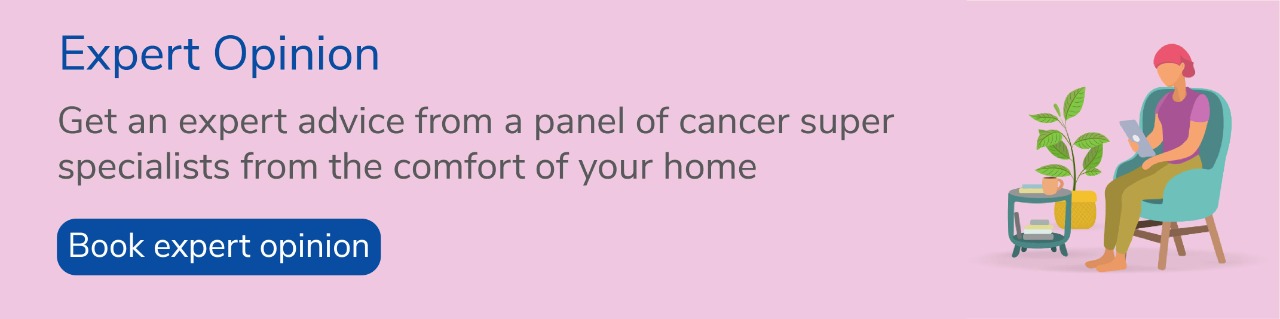 Expert Opinion
Get an expert advice from a panel of cancer super
specialists from the comfort of your home
Book expert opinion